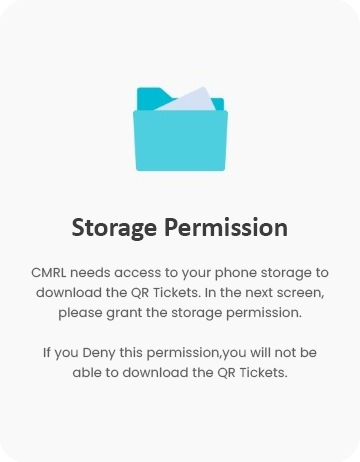 Storage Permission
CMRL needs access to your phone storage to
download the QR Tickets. In the next screen,
please grant the storage permission.
If you Deny this permission,you will not be
able to download the QR Tickets.